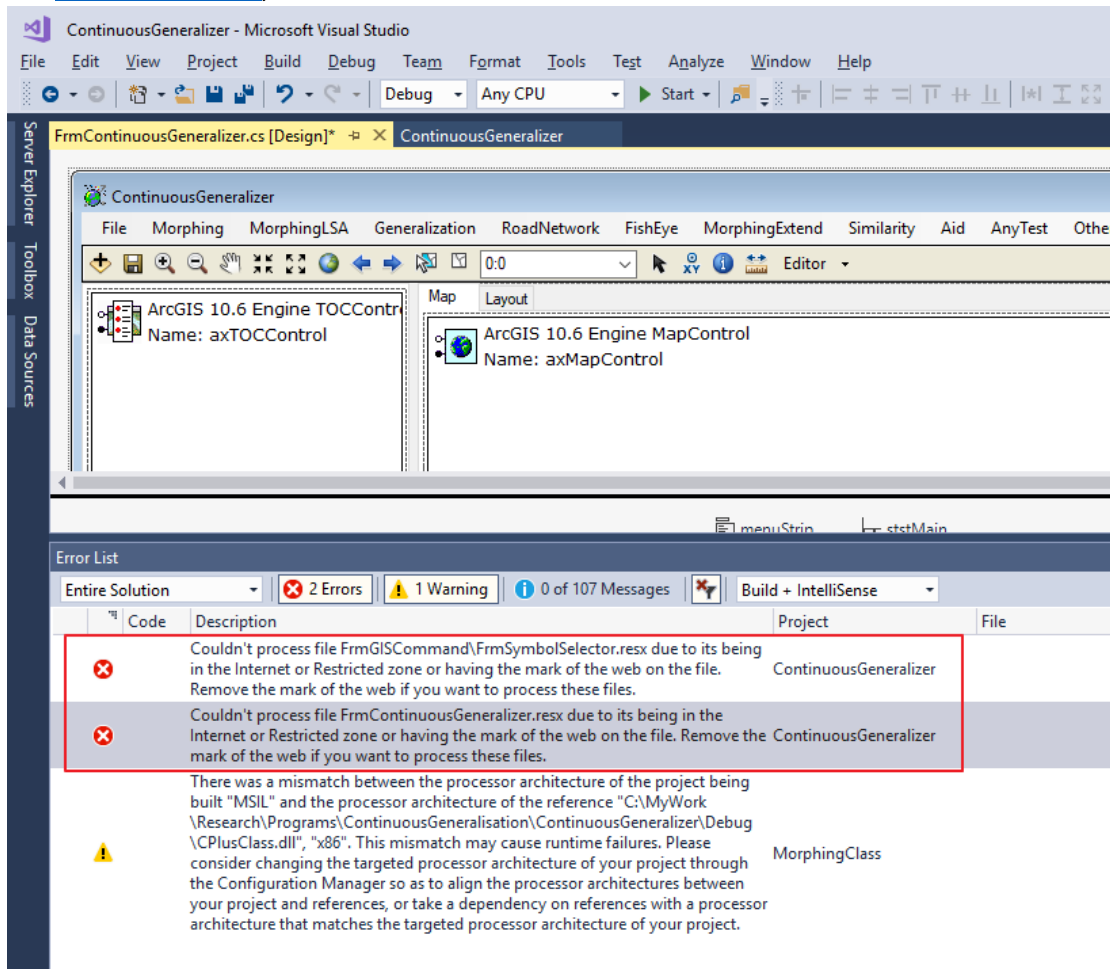 ContinuousGeneralizer - Microsoft Visual Studio
File Edit View Project Build Debug Team Format Tools Test Analyze Window Help
Debug Any CPU Start
FrmContinuousGeneralizer.cs [Design]* ContinuousGeneralizer
Server Explorer
Toolbox
Data Sources
ContinuousGeneralizer
File Morphing MorphingLSA Generalization RoadNetwork FishEye MorphingExtend Similarity Aid AnyTest Othe
0:0 XY Editor
Map Layout
ArcGIS 10.6 Engine TOCContr
Name: axTOCControl
ArcGIS 10.6 Engine MapControl
Name: axMapControl
menuStrip ststMain
Error List
Entire Solution 2 Errors 1 Warning 0 of 107 Messages Build + IntelliSense
Code Description Project File
Couldn't process file FrmGISCommand\FrmSymbolSelector.resx due to its being
in the Internet or Restricted zone or having the mark of the web on the file.
Remove the mark of the web if you want to process these files.
ContinuousGeneralizer
Couldn't process file FrmContinuousGeneralizer.resx due to its being in the
Internet or Restricted zone or having the mark of the web on the file. Remove the
mark of the web if you want to process these files.
ContinuousGeneralizer
There was a mismatch between the processor architecture of the project being
built "MSIL" and the processor architecture of the reference "C:\MyWork
\Research\Programs\ContinuousGeneralisation\ContinuousGeneralizer\Debug
\CPlusClass.dll", "x86". This mismatch may cause runtime failures. Please
consider changing the targeted processor architecture of your project through
the Configuration Manager so as to align the processor architectures between
your project and references, or take a dependency on references with a processor
architecture that matches the targeted processor architecture of your project.
MorphingClass